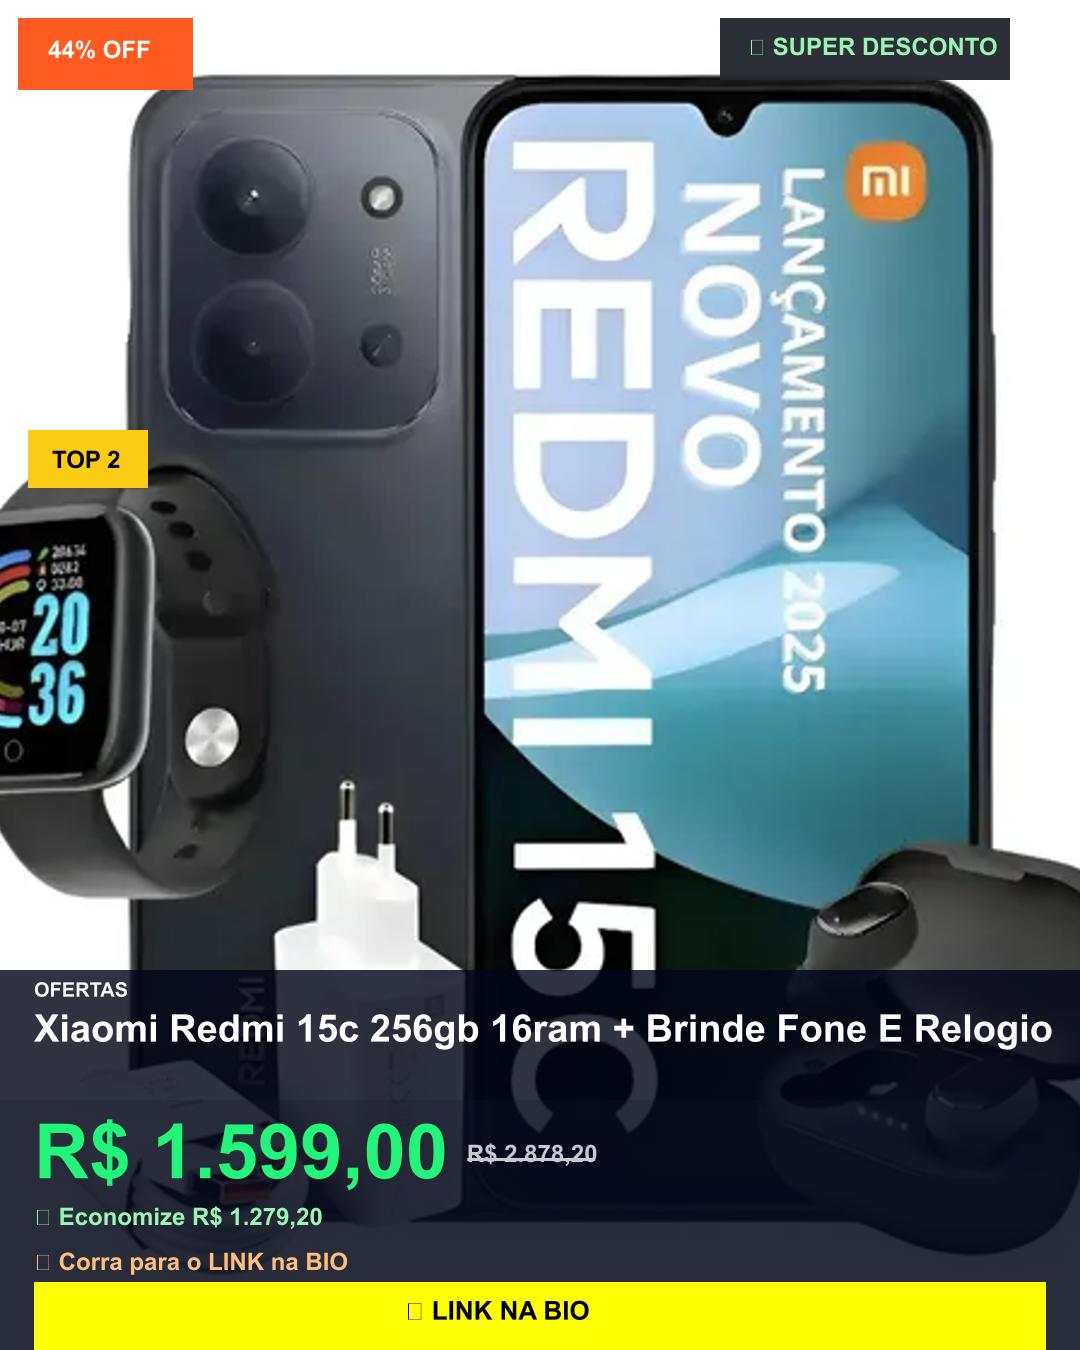 44% OFF
SUPER DESCONTO
LANÇAMENTO 2025
NOVO
REDMI 15C
mi
TOP 2
20
36
REDMI
OFERTAS
Xiaomi Redmi 15c 256gb 16ram + Brinde Fone E Relogio
R$ 1.599,00 R$ 2.878,20
Economize R$ 1.279,20
Corra para o LINK na BIO
LINK NA BIO